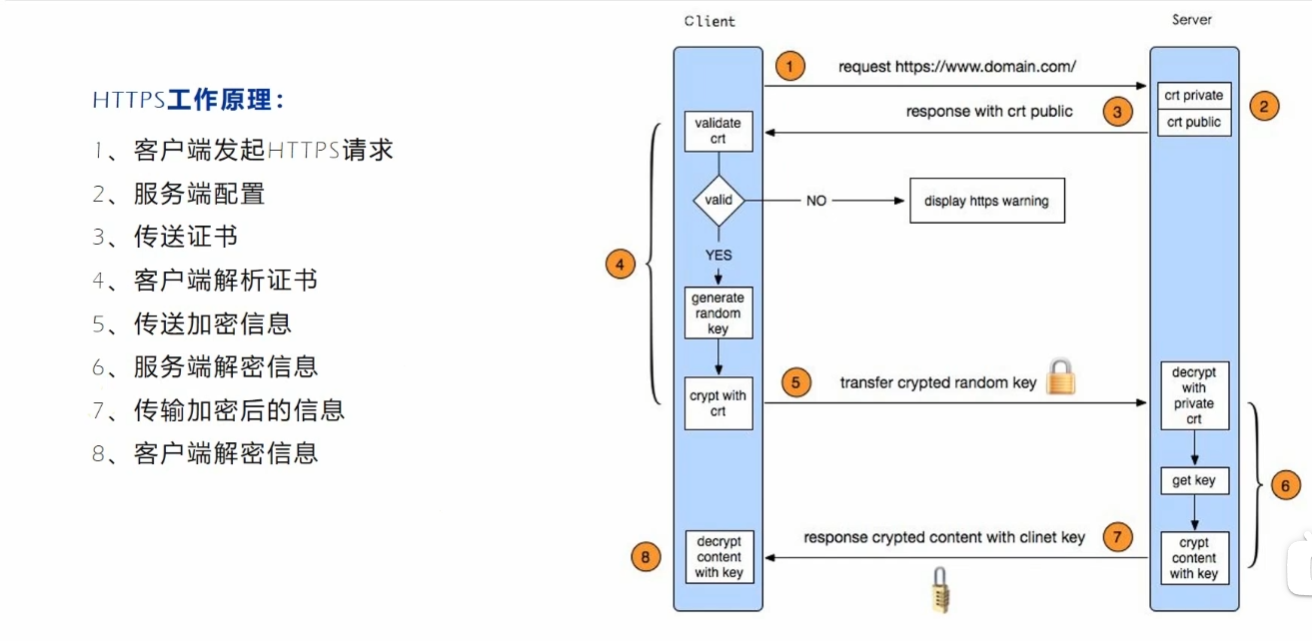 HTTPS工作原理：
1、客户端发起HTTPS请求
2、服务端配置
3、传送证书
4、客户端解析证书
5、传送加密信息
6、服务端解密信息
7、传输加密后的信息
8、客户端解密信息
Client
Server
1
request https://www.domain.com/
crt private
crt public
2
response with crt public
3
validate
crt
valid
NO
display https warning
YES
4
generate
random
key
crypt with
crt
5
transfer crypted random key
decrypt
with
private
crt
get key
6
response crypted content with clinet key
7
crypt
content
with key
8
decrypt
content
with key